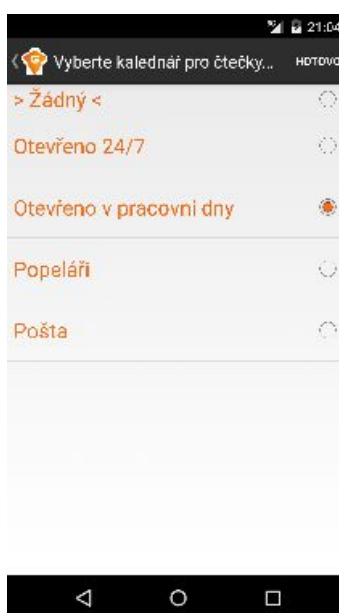 21:04
Vyberte kalednář pro čtečky... HOTOVO
> Žádný <
Otevřeno 24/7
Otevřeno v pracovní dny
Popeláři
Pošta